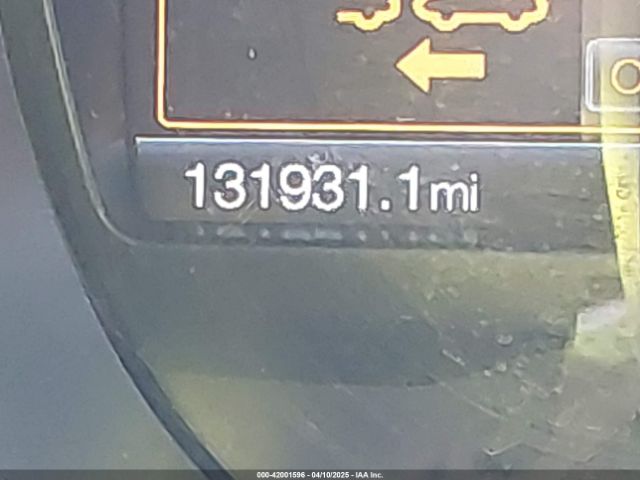 O
131931.1mi
000-42001596 - 04/10/2025 - IAA Inc.